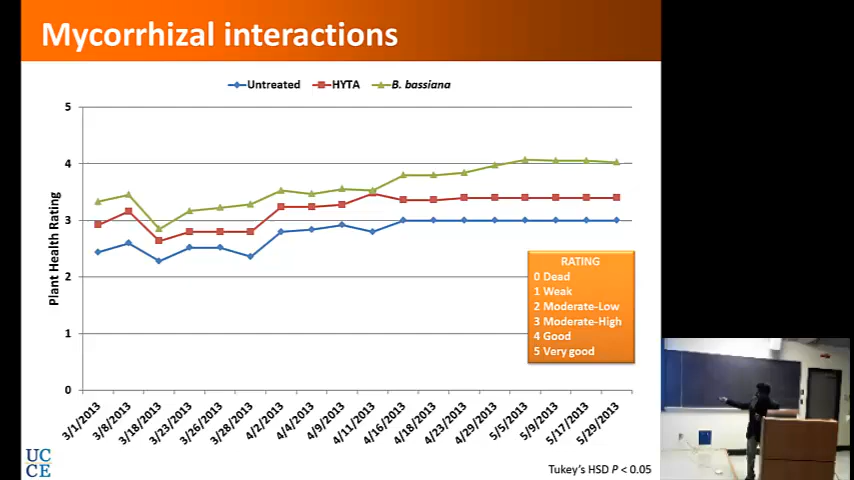 Mycorrhizal interactions
Untreated HYTA B. bassiana
Plant Health Rating
5
4
3
2
1
0
RATING
0 Dead
1 Weak
2 Moderate-Low
3 Moderate-High
4 Good
5 Very good
3/1/2013 3/8/2013 3/18/2013 3/23/2013 3/26/2013 3/28/2013 4/2/2013 4/4/2013 4/9/2013 4/11/2013 4/16/2013 4/18/2013 4/23/2013 4/29/2013 5/5/2013 5/9/2013 5/17/2013 5/29/2013
UC
CE
Tukey's HSD P < 0.05